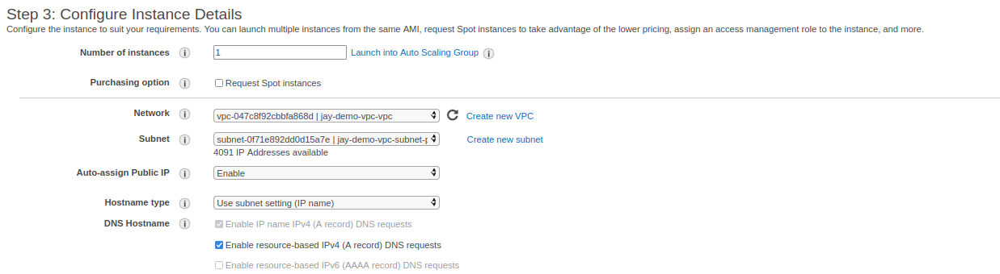 Step 3: Configure Instance Details
Configure the instance to suit your requirements. You can launch multiple instances from the same AMI, request Spot instances to take advantage of the lower pricing, assign an access management role to the instance, and more.
Number of instances i 1 Launch into Auto Scaling Group i
Purchasing option i Request Spot instances
Network i vpc-047c8f92cbbfa868d | jay-demo-vpc-vpc Create new VPC
Subnet i subnet-0f71e892dd0d15a7e | jay-demo-vpc-subnet-p Create new subnet
4091 IP Addresses available
Auto-assign Public IP i Enable
Hostname type i Use subnet setting (IP name)
DNS Hostname i Enable IP name IPv4 (A record) DNS requests
Enable resource-based IPv4 (A record) DNS requests
Enable resource-based IPv6 (AAAA record) DNS requests